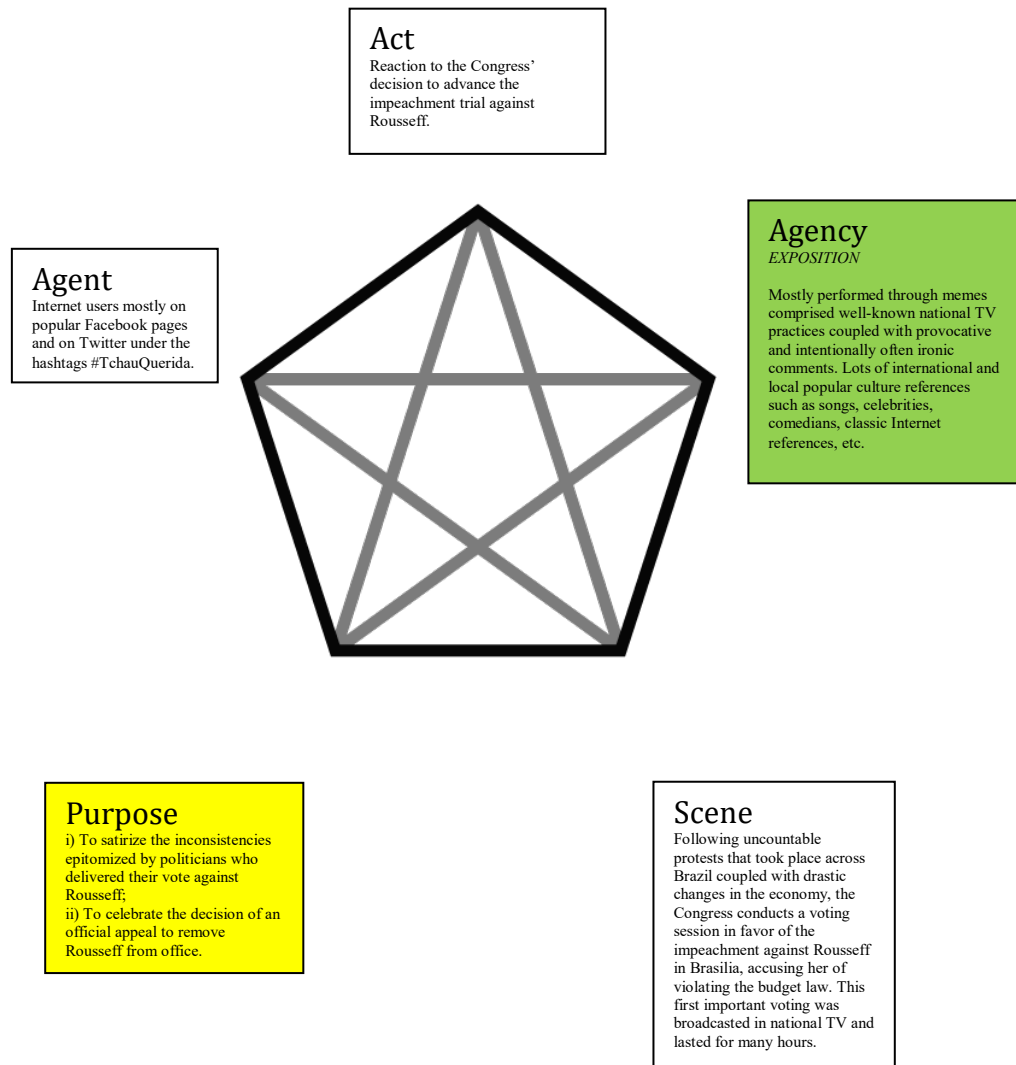 Act
Reaction to the Congress’
decision to advance the
impeachment trial against
Rousseff.
Agent
Internet users mostly on
popular Facebook pages
and on Twitter under the
hashtags #TchauQuerida.
Agency
EXPOSITION
Mostly performed through memes
comprised well-known national TV
practices coupled with provocative
and intentionally often ironic
comments. Lots of international and
local popular culture references
such as songs, celebrities,
comedians, classic Internet
references, etc.
Purpose
i) To satirize the inconsistencies
epitomized by politicians who
delivered their vote against
Rousseff;
ii) To celebrate the decision of an
official appeal to remove
Rousseff from office.
Scene
Following uncountable
protests that took place across
Brazil coupled with drastic
changes in the economy, the
Congress conducts a voting
session in favor of the
impeachment against Rousseff
in Brasilia, accusing her of
violating the budget law. This
first important voting was
broadcasted in national TV and
lasted for many hours.